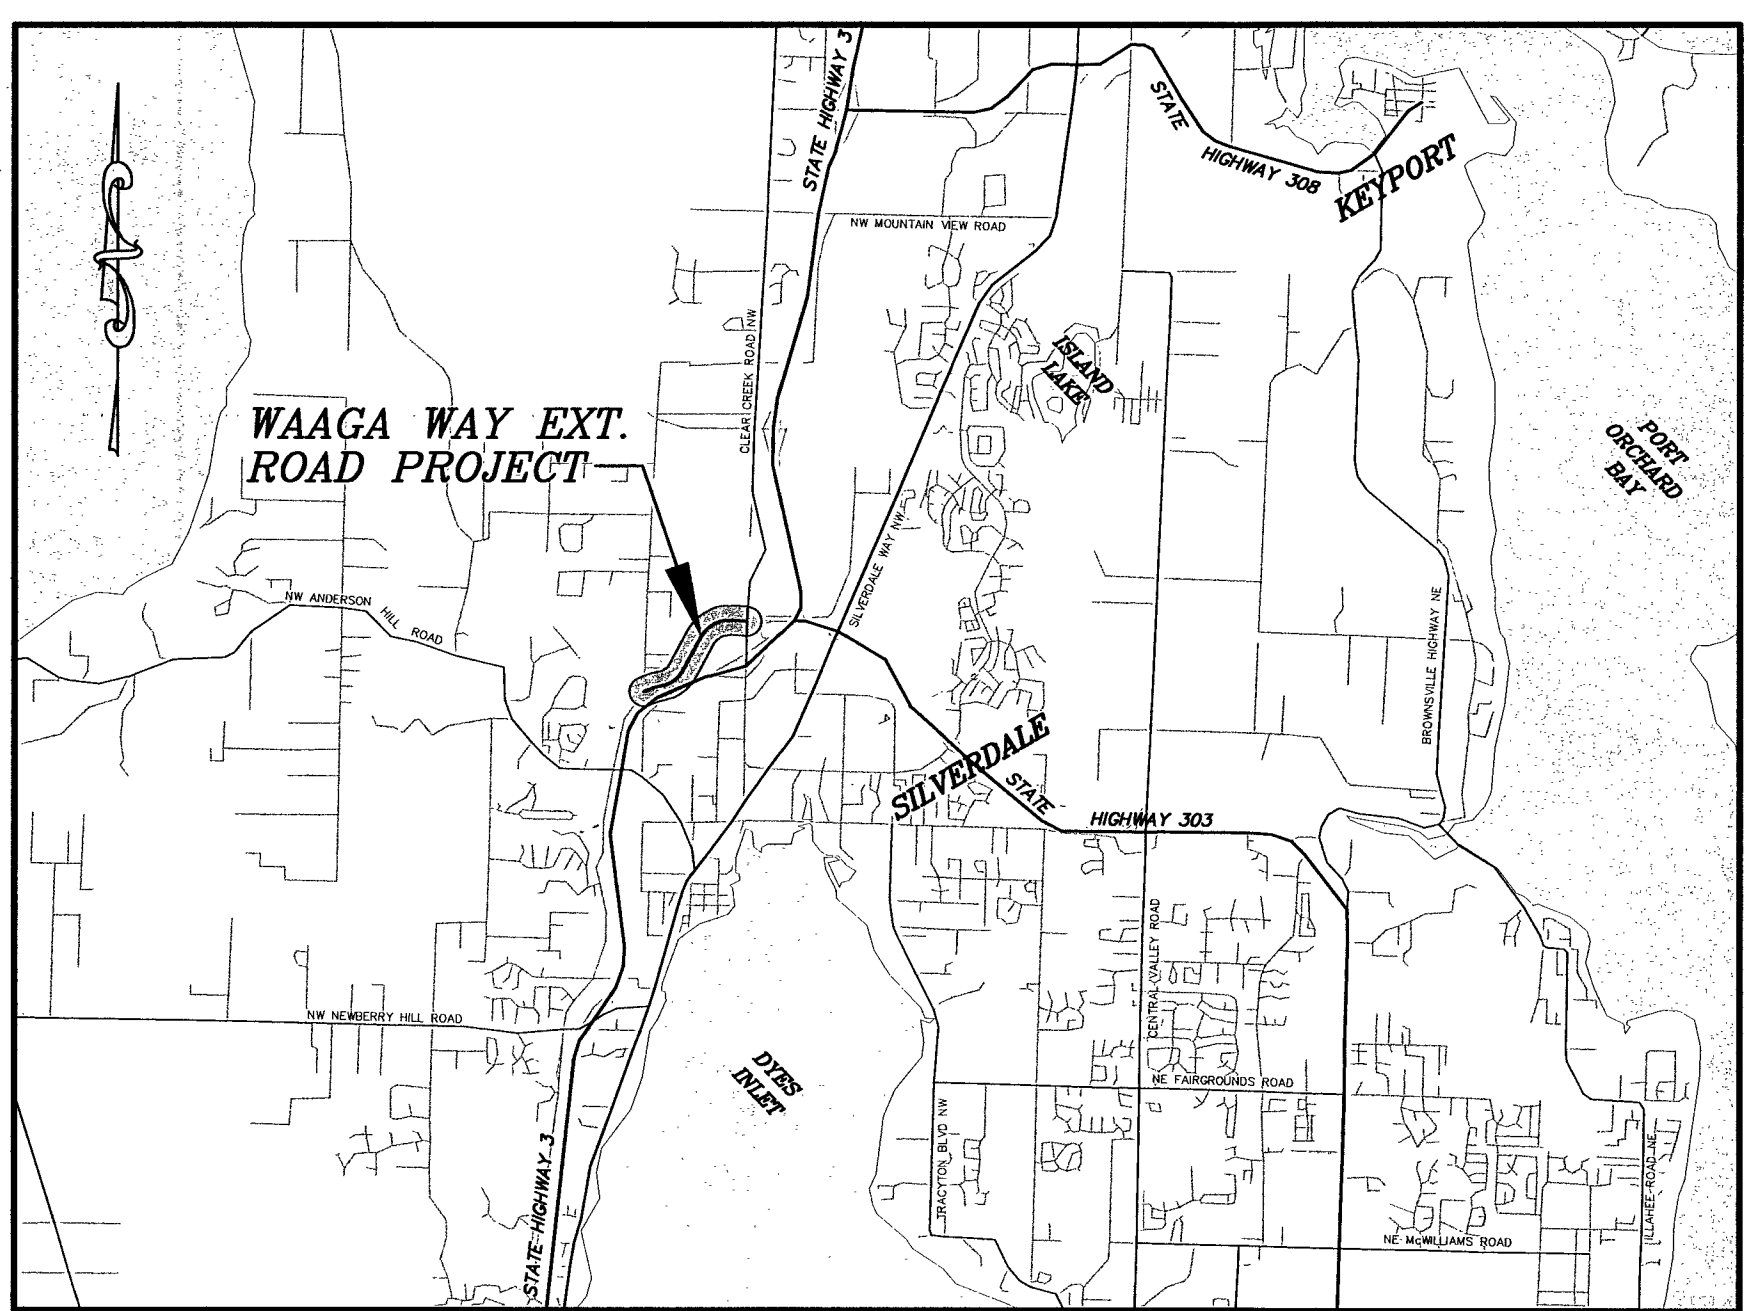 STATE HIGHWAY 3
STATE
HIGHWAY 308
KEYPORT
NW MOUNTAIN VIEW ROAD
CLEAR CREEK ROAD NW
ISLAND
LAKE
WAAGA WAY EXT.
ROAD PROJECT
PORT
ORCHARD
BAY
SILVERDALE WAY NW
NW ANDERSON
HILL ROAD
BROWNSVILLE HIGHWAY NE
SILVERDALE
STATE
HIGHWAY 303
CENTRAL VALLEY ROAD
NW NEWBERRY HILL ROAD
DYES
INLET
NE FAIRGROUNDS ROAD
TRACYTON BLVD NW
STATE HIGHWAY 3
ILLAHEE ROAD NE
NE McWILLIAMS ROAD